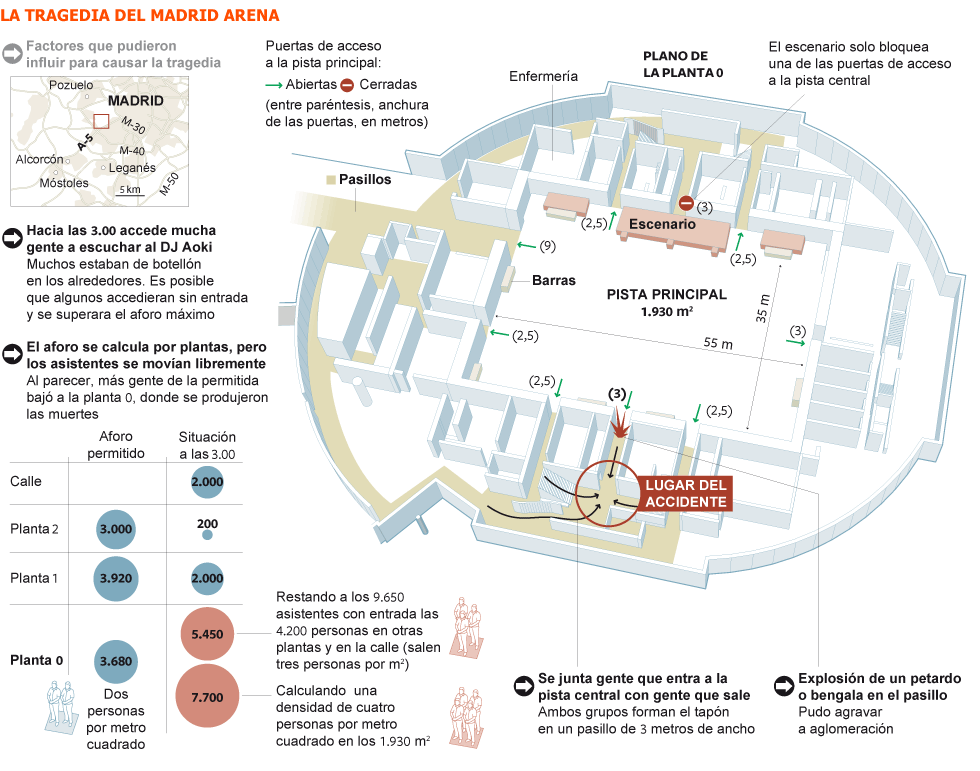 LA TRAGEDIA DEL MADRID ARENA
Factores que pudieron
influir para causar la tragedia
Pozuelo
MADRID
M-30
A-5
M-40
Alcorcón
Leganés
Móstoles
5 km
M-50
Hacia las 3.00 accede mucha
gente a escuchar al DJ Aoki
Muchos estaban de botellón
en los alrededores. Es posible
que algunos accedieran sin entrada
y se superara el aforo máximo
El aforo se calcula por plantas, pero
los asistentes se movían libremente
Al parecer, más gente de la permitida
bajó a la planta 0, donde se produjeron
las muertes
Aforo
permitido
Situación
a las 3.00
Calle
2.000
Planta 2
3.000
200
Planta 1
3.920
2.000
Planta 0
3.680
5.450
7.700
Dos
personas
por metro
cuadrado
Restando a los 9.650
asistentes con entrada las
4.200 personas en otras
plantas y en la calle (salen
tres personas por m²)
Calculando una
densidad de cuatro
personas por metro
cuadrado en los 1.930 m²
Puertas de acceso
a la pista principal:
Abiertas
Cerradas
(entre paréntesis, anchura
de las puertas, en metros)
Pasillos
Enfermería
PLANO DE
LA PLANTA 0
El escenario solo bloquea
una de las puertas de acceso
a la pista central
(3)
(2,5)
Escenario
(2,5)
(9)
Barras
PISTA PRINCIPAL
1.930 m²
35 m
(3)
(2,5)
55 m
(2,5)
(3)
(2,5)
LUGAR DEL
ACCIDENTE
Se junta gente que entra a la
pista central con gente que sale
Ambos grupos forman el tapón
en un pasillo de 3 metros de ancho
Explosión de un petardo
o bengala en el pasillo
Pudo agravar
a aglomeración